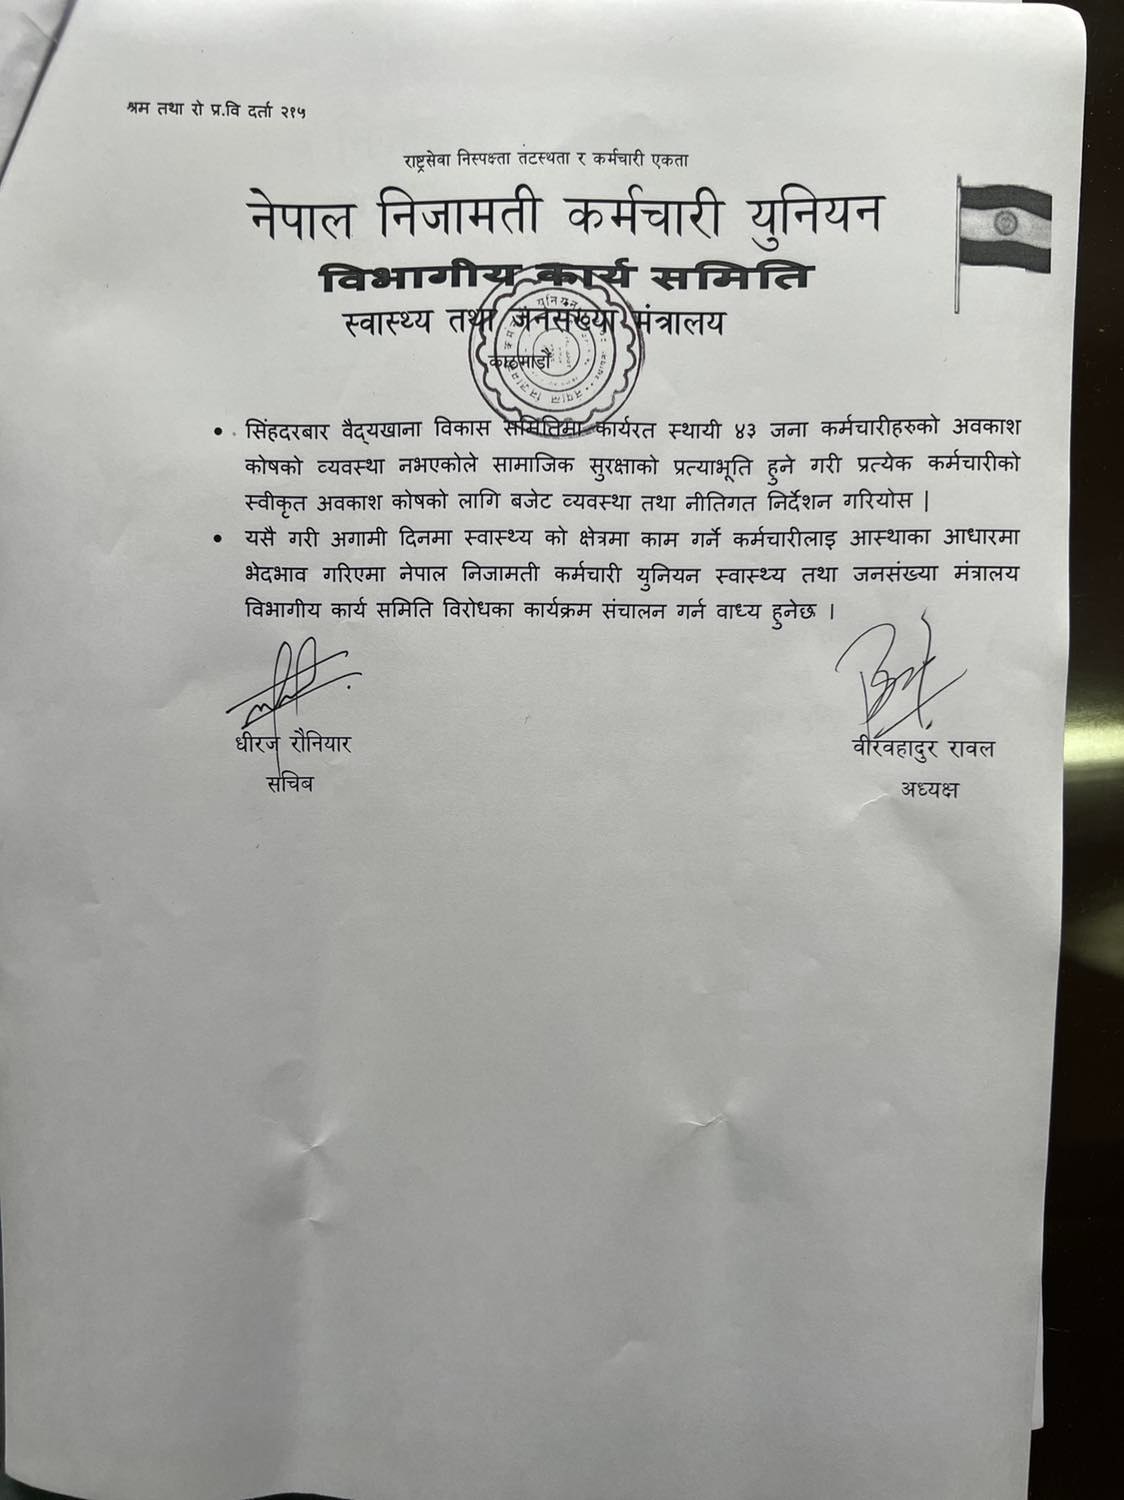 श्रम तथा रो प्र.वि दर्ता २१५
राष्ट्रसेवा निस्पक्ष्ता तटस्थता र कर्मचारी एकता
नेपाल निजामती कर्मचारी युनियन
विभागीय कार्य समिति
स्वास्थ्य तथा जनसंख्या मंत्रालय
काठमाडौं
• सिंहदरबार वैद्यखाना विकास समितिमा कार्यरत स्थायी ४३ जना कर्मचारीहरुको अवकाश
कोषको व्यवस्था नभएकोले सामाजिक सुरक्षाको प्रत्याभूति हुने गरी प्रत्येक कर्मचारीको
स्वीकृत अवकाश कोषको लागि बजेट व्यवस्था तथा नीतिगत निर्देशन गरियोस |
• यसै गरी अगामी दिनमा स्वास्थ्य को क्षेत्रमा काम गर्ने कर्मचारीलाइ आस्थाका आधारमा
भेदभाव गरिएमा नेपाल निजामती कर्मचारी युनियन स्वास्थ्य तथा जनसंख्या मंत्रालय
विभागीय कार्य समिति विरोधका कार्यक्रम संचालन गर्न वाध्य हुनेछ ।
धीरज रौनियार
वीरवहादुर रावल
सचिब
अध्यक्ष